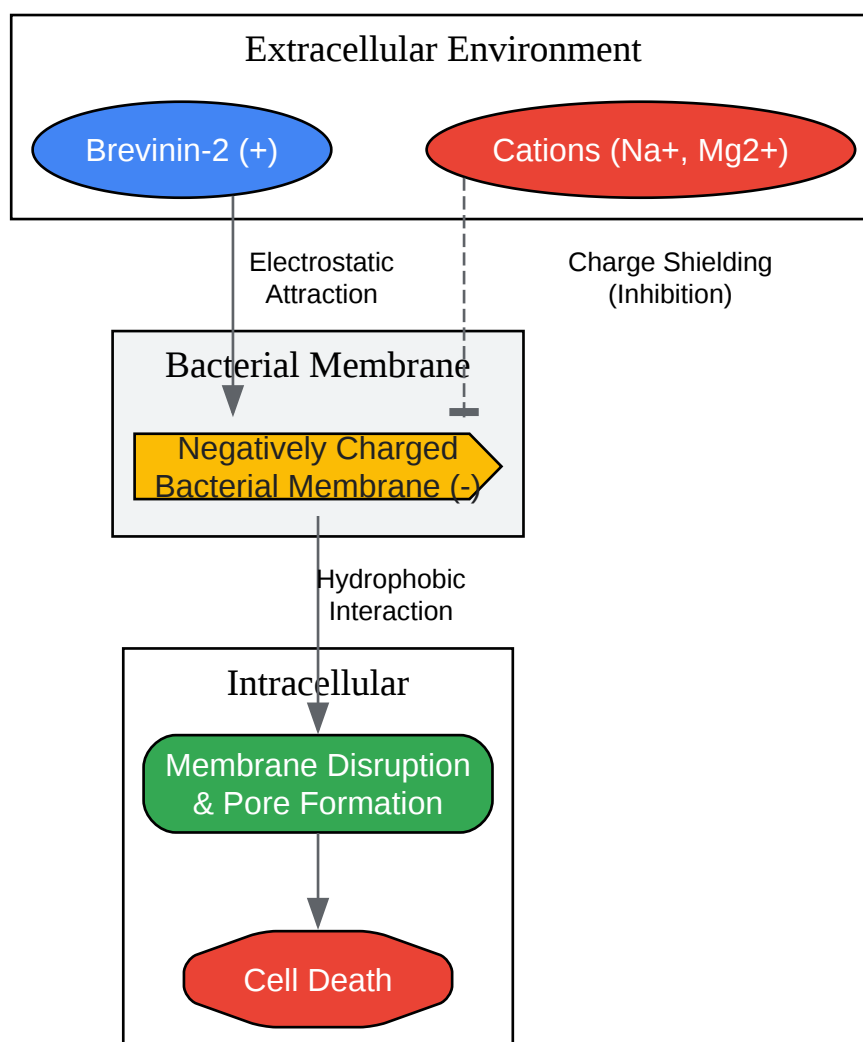 Extracellular Environment
Brevinin-2 (+)
Cations (Na+, Mg2+)
Electrostatic
Attraction
Charge Shielding
(Inhibition)
Bacterial Membrane
Negatively Charged
Bacterial Membrane (-)
Hydrophobic
Interaction
Intracellular
Membrane Disruption
& Pore Formation
Cell Death